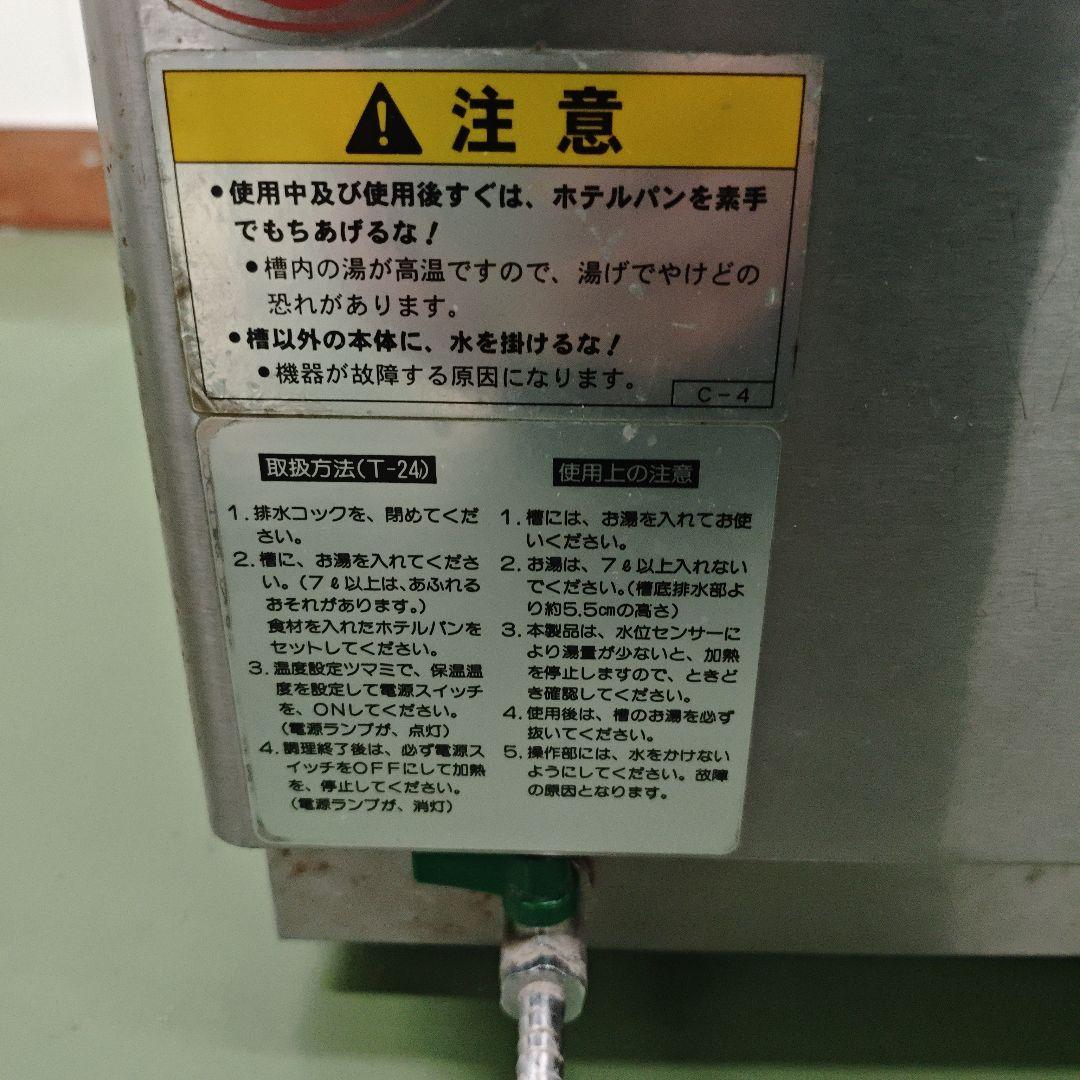 注意
●使用中及び使用後すぐは、ホテルパンを素手
でもちあげるな！
●槽内の湯が高温ですので、湯げでやけどの
恐れがあります。
●槽以外の本体に、水を掛けるな！
●機器が故障する原因になります。
C-4
取扱方法(T-24)
1.排水コックを、閉めてくだ
さい。
2.槽に、お湯を入れてくださ
い。(7ℓ以上は、あふれる
おそれがあります。)
食材を入れたホテルパンを
セットしてください。
3.温度設定ツマミで、保温温
度を設定して電源スイッチ
を、ONしてください。
(電源ランプが、点灯)
4.調理終了後は、必ず電源ス
イッチをOFFにして加熱
を、停止してください。
(電源ランプが、消灯)
使用上の注意
1.槽には、お湯を入れてお使
いください。
2.お湯は、7ℓ以上入れない
でください。(槽底排水部よ
り約5.5cmの高さ)
3.本製品は、水位センサーに
より湯量が少ないと、加熱
を停止しますので、ときど
き確認してください。
4.使用後は、槽のお湯を必ず
抜いてください。
5.操作部には、水をかけない
ようにしてください。故障
の原因となります。